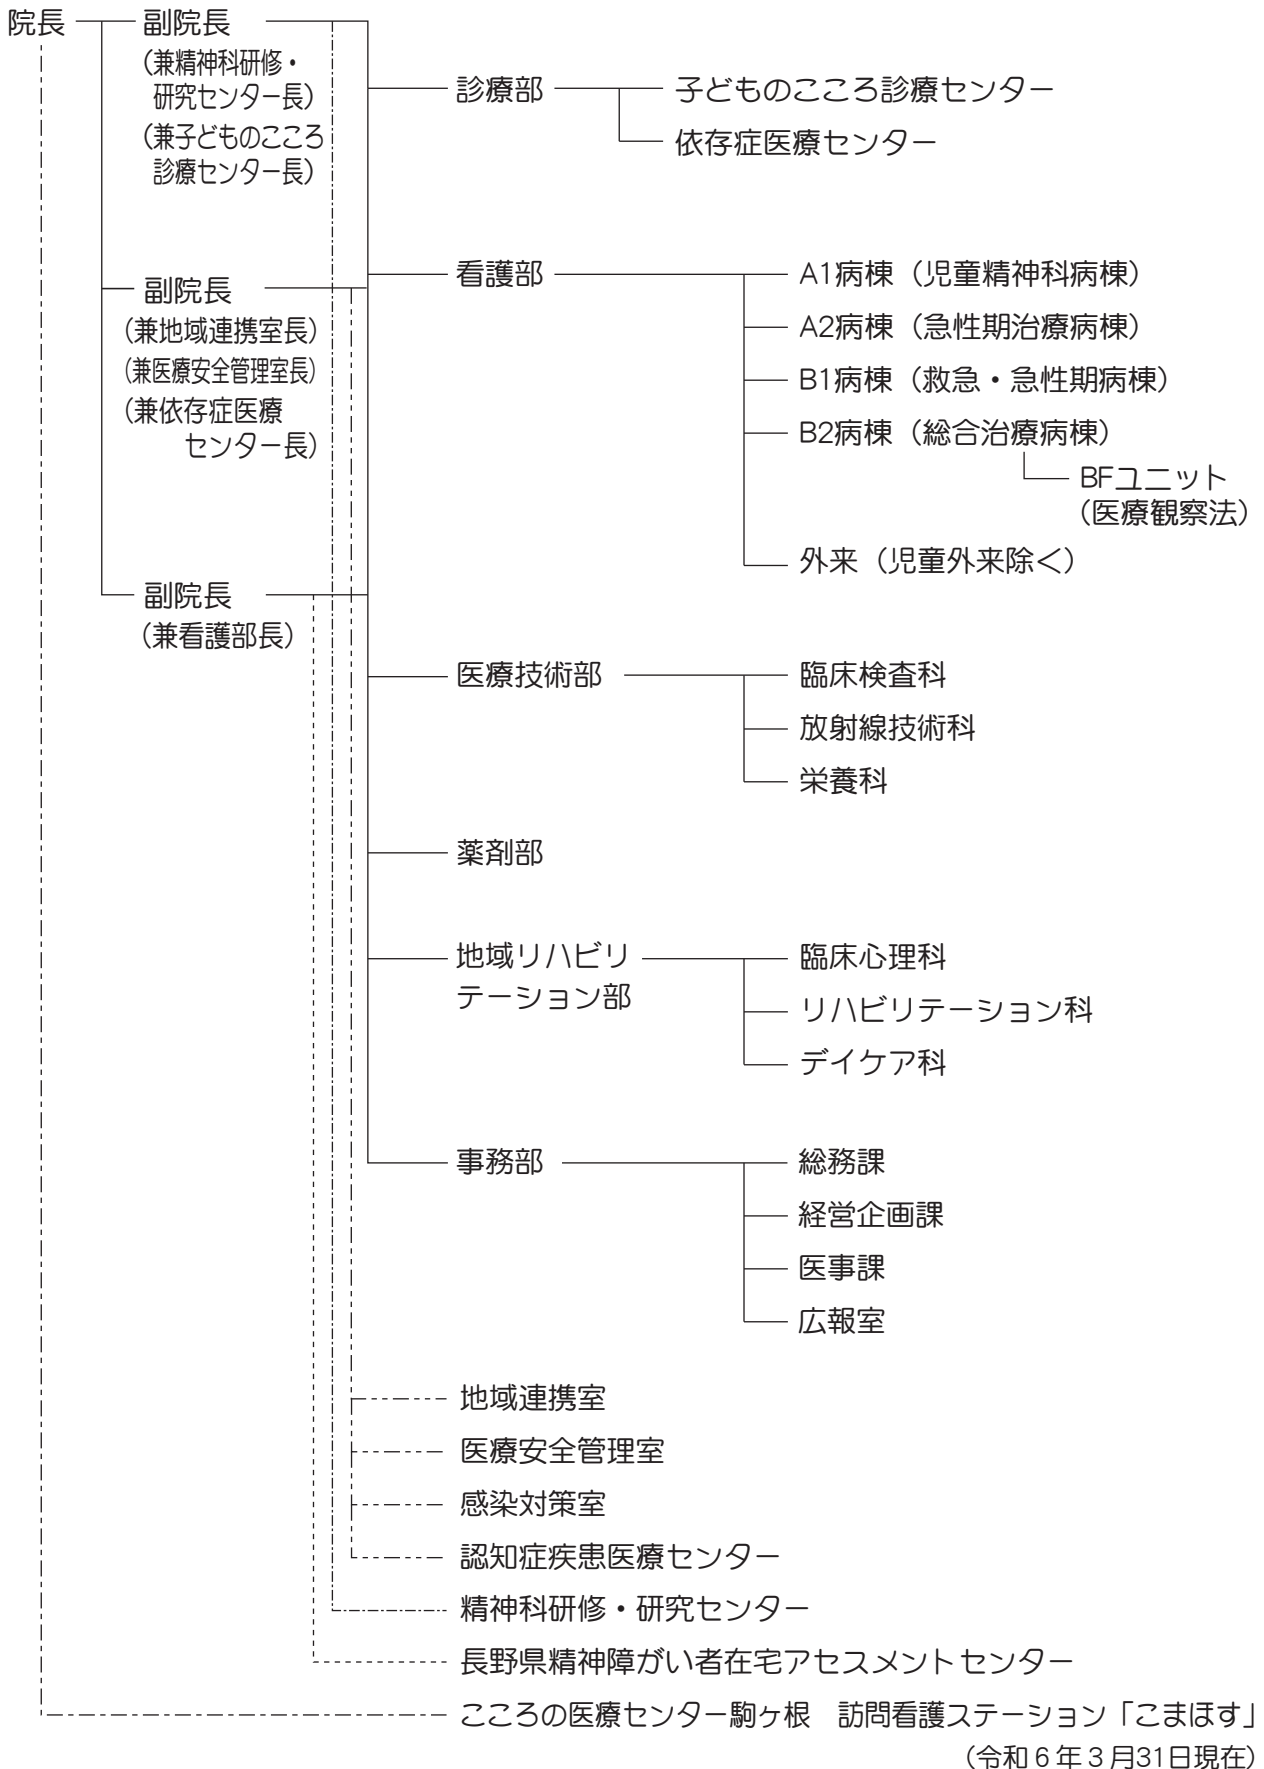 院長
副院長
（兼精神科研修・
研究センター長）
（兼子どものこころ
診療センター長）
診療部
子どものこころ診療センター
依存症医療センター
副院長
（兼地域連携室長）
（兼医療安全管理室長）
（兼依存症医療
センター長）
看護部
A1病棟（児童精神科病棟）
A2病棟（急性期治療病棟）
B1病棟（救急・急性期病棟）
B2病棟（総合治療病棟）
BFユニット
（医療観察法）
外来（児童外来除く）
副院長
（兼看護部長）
医療技術部
臨床検査科
放射線技術科
栄養科
薬剤部
地域リハビリ
テーション部
臨床心理科
リハビリテーション科
デイケア科
事務部
総務課
経営企画課
医事課
広報室
地域連携室
医療安全管理室
感染対策室
認知症疾患医療センター
精神科研修・研究センター
長野県精神障がい者在宅アセスメントセンター
こころの医療センター駒ヶ根　訪問看護ステーション「こまほす」
（令和６年３月31日現在）